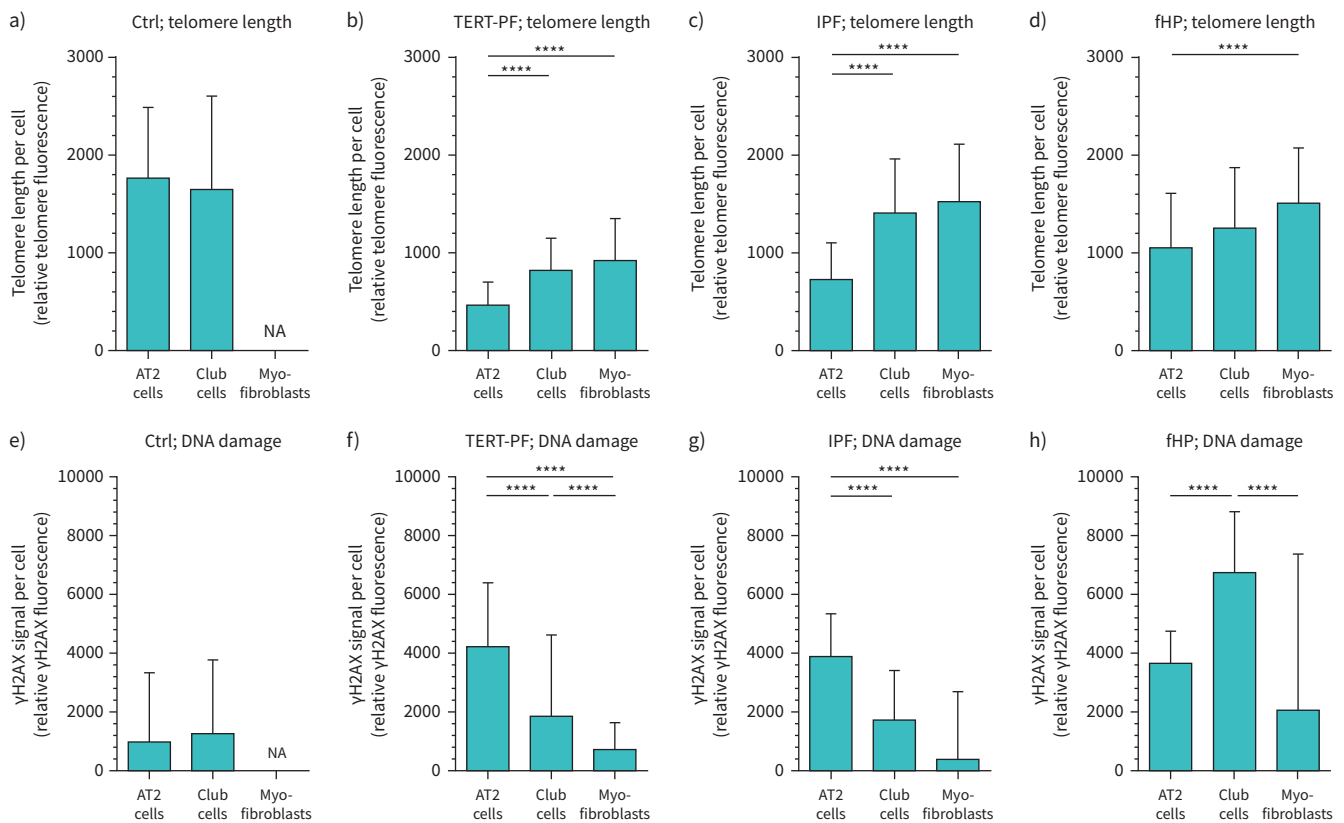 a) Ctrl; telomere length
Telomere length per cell
(relative telomere fluorescence)
3000
2000
1000
0
NA
AT2
cells
Club
cells
Myo-
fibroblasts
b) TERT-PF; telomere length
Telomere length per cell
(relative telomere fluorescence)
3000
2000
1000
0
****
****
AT2
cells
Club
cells
Myo-
fibroblasts
c) IPF; telomere length
Telomere length per cell
(relative telomere fluorescence)
3000
2000
1000
0
****
****
AT2
cells
Club
cells
Myo-
fibroblasts
d) fHP; telomere length
Telomere length per cell
(relative telomere fluorescence)
3000
2000
1000
0
****
AT2
cells
Club
cells
Myo-
fibroblasts
e) Ctrl; DNA damage
γH2AX signal per cell
(relative γH2AX fluorescence)
10000
8000
6000
4000
2000
0
NA
AT2
cells
Club
cells
Myo-
fibroblasts
f) TERT-PF; DNA damage
γH2AX signal per cell
(relative γH2AX fluorescence)
10000
8000
6000
4000
2000
0
****
**** ****
AT2
cells
Club
cells
Myo-
fibroblasts
g) IPF; DNA damage
γH2AX signal per cell
(relative γH2AX fluorescence)
10000
8000
6000
4000
2000
0
****
****
AT2
cells
Club
cells
Myo-
fibroblasts
h) fHP; DNA damage
γH2AX signal per cell
(relative γH2AX fluorescence)
10000
8000
6000
4000
2000
0
**** ****
AT2
cells
Club
cells
Myo-
fibroblasts